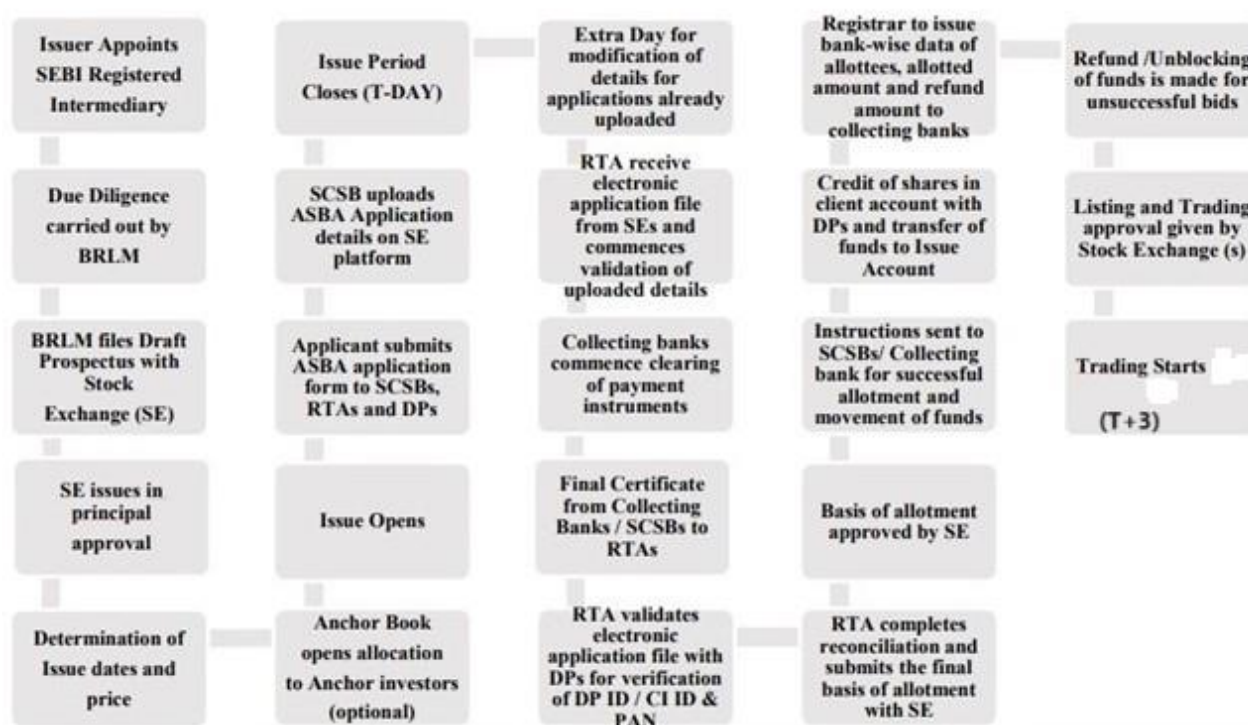 Issuer Appoints
SEBI Registered
Intermediary
Due Diligence
carried out by
BRLM
BRLM files Draft
Prospectus with
Stock
Exchange (SE)
SE issues in
principal
approval
Determination of
Issue dates and
price
Anchor Book
opens allocation
to Anchor investors
(optional)
Issue Opens
Applicant submits
ASBA application
form to SCSBs,
RTAs and DPs
SCSB uploads
ASBA Application
details on SE
platform
Issue Period
Closes (T-DAY)
Extra Day for
modification of
details for
applications already
uploaded
RTA receive
electronic
application file
from SEs and
commences
validation of
uploaded details
Collecting banks
commence clearing
of payment
instruments
Final Certificate
from Collecting
Banks / SCSBs to
RTAs
RTA validates
electronic
application file with
DPs for verification
of DP ID / CI ID &
PAN
RTA completes
reconciliation and
submits the final
basis of allotment
with SE
Basis of allotment
approved by SE
Instructions sent to
SCSBs/ Collecting
bank for successful
allotment and
movement of funds
Credit of shares in
client account with
DPs and transfer of
funds to Issue
Account
Registrar to issue
bank-wise data of
allottees, allotted
amount and refund
amount to
collecting banks
Refund /Unblocking
of funds is made for
unsuccessful bids
Listing and Trading
approval given by
Stock Exchange (s)
Trading Starts
(T+3)